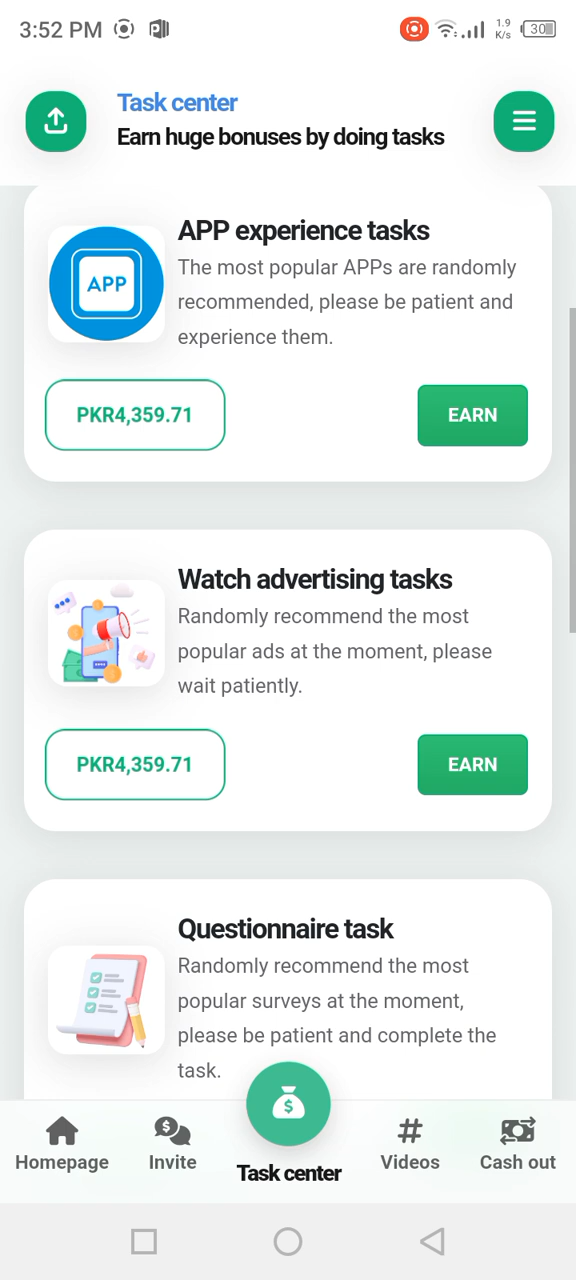 3:52 PM
1.9
K/s
30
Task center
Earn huge bonuses by doing tasks
APP
APP experience tasks
The most popular APPs are randomly
recommended, please be patient and
experience them.
PKR4,359.71
EARN
Watch advertising tasks
Randomly recommend the most
popular ads at the moment, please
wait patiently.
PKR4,359.71
EARN
Questionnaire task
Randomly recommend the most
popular surveys at the moment,
please be patient and complete the
task.
Homepage
Invite
Task center
Videos
Cash out